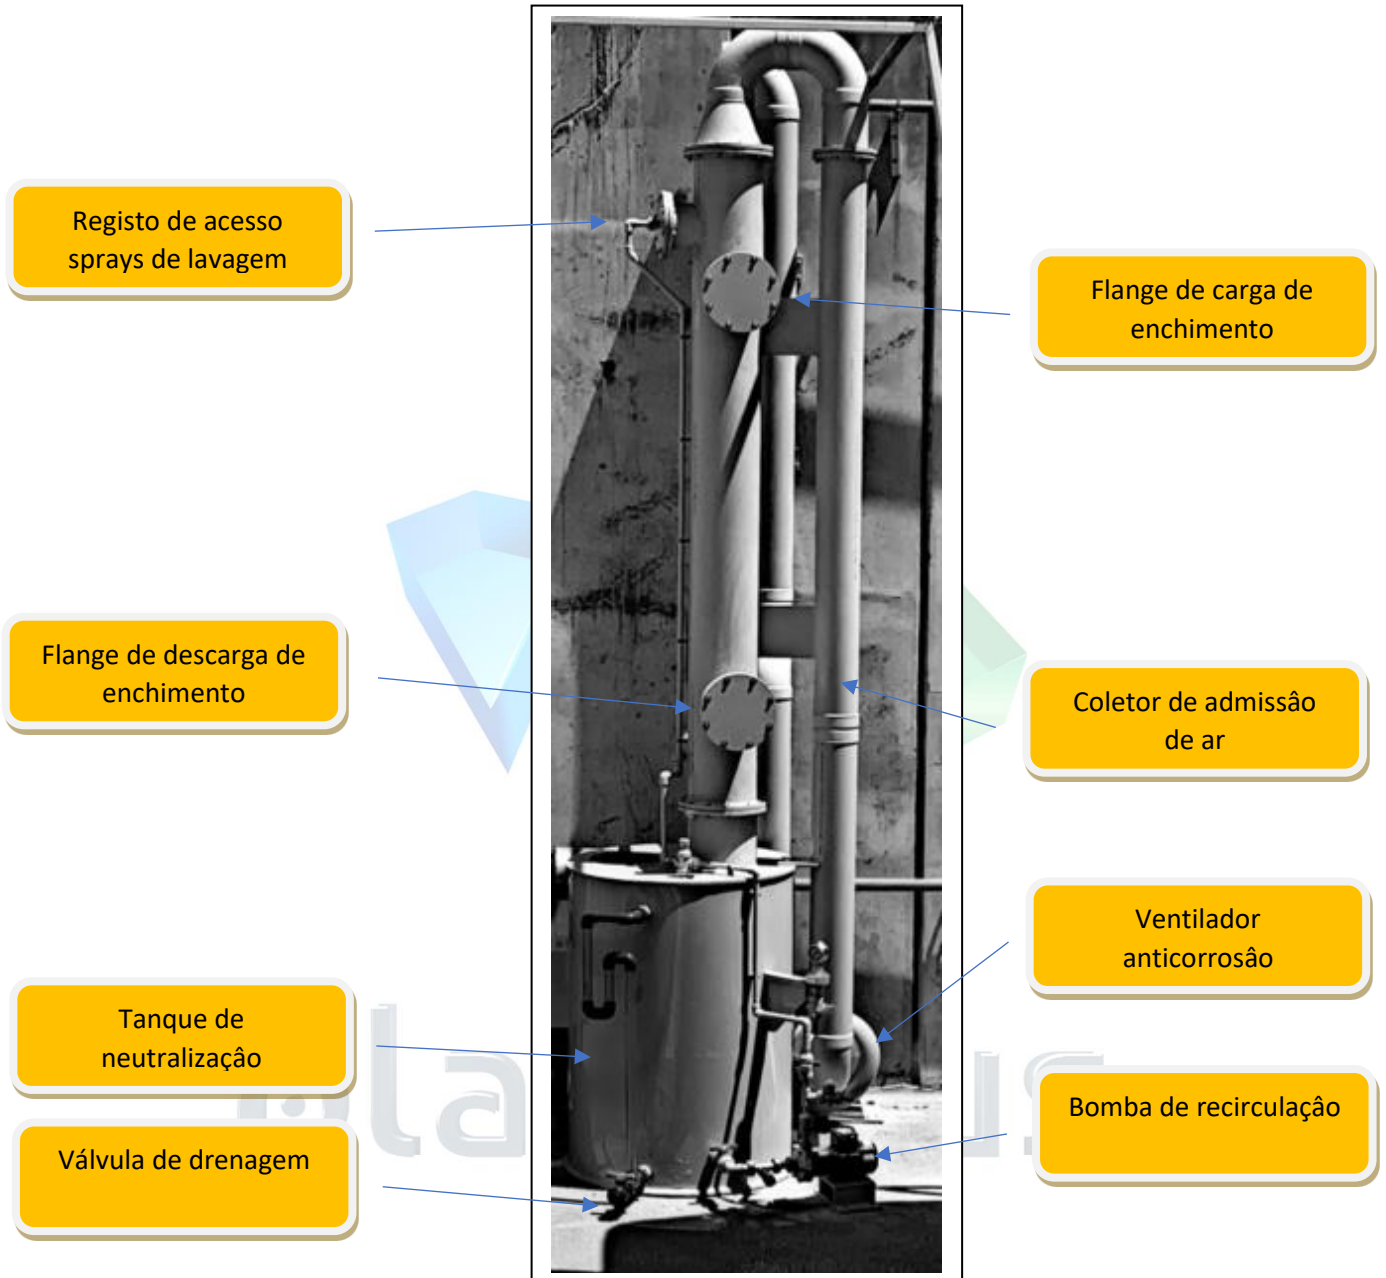 Registo de acesso
sprays de lavagem
Flange de carga de
enchimento
Flange de descarga de
enchimento
Coletor de admissâo
de ar
Ventilador
anticorrosâo
Tanque de
neutralizaçâo
Bomba de recirculaçâo
Válvula de drenagem